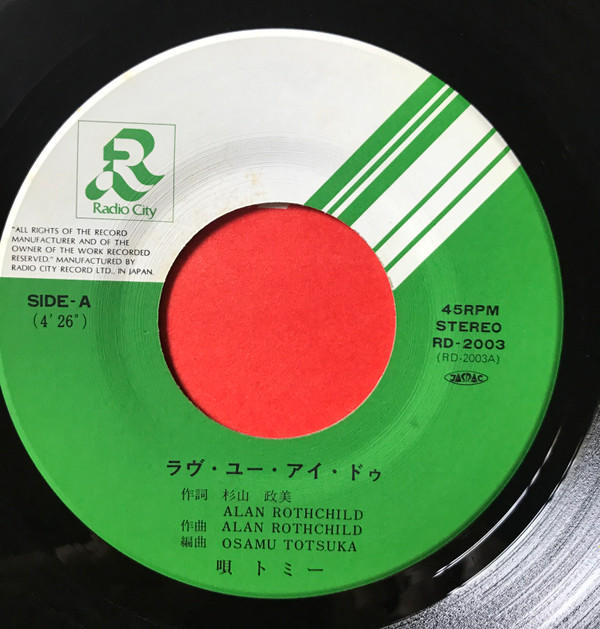 R
Radio City
"ALL RIGHTS OF THE RECORD
MANUFACTURER AND OF THE
OWNER OF THE WORK RECORDED
RESERVED." MANUFACTURED BY
RADIO CITY RECORD LTD., IN JAPAN.
SIDE-A
(4'26")
45RPM
STEREO
RD-2003
(RD-2003A)
JASRAC
ラヴ・ユー・アイ・ドゥ
作詞 杉山 政美
ALAN ROTHCHILD
作曲 ALAN ROTHCHILD
編曲 OSAMU TOTSUKA
唄 トミー